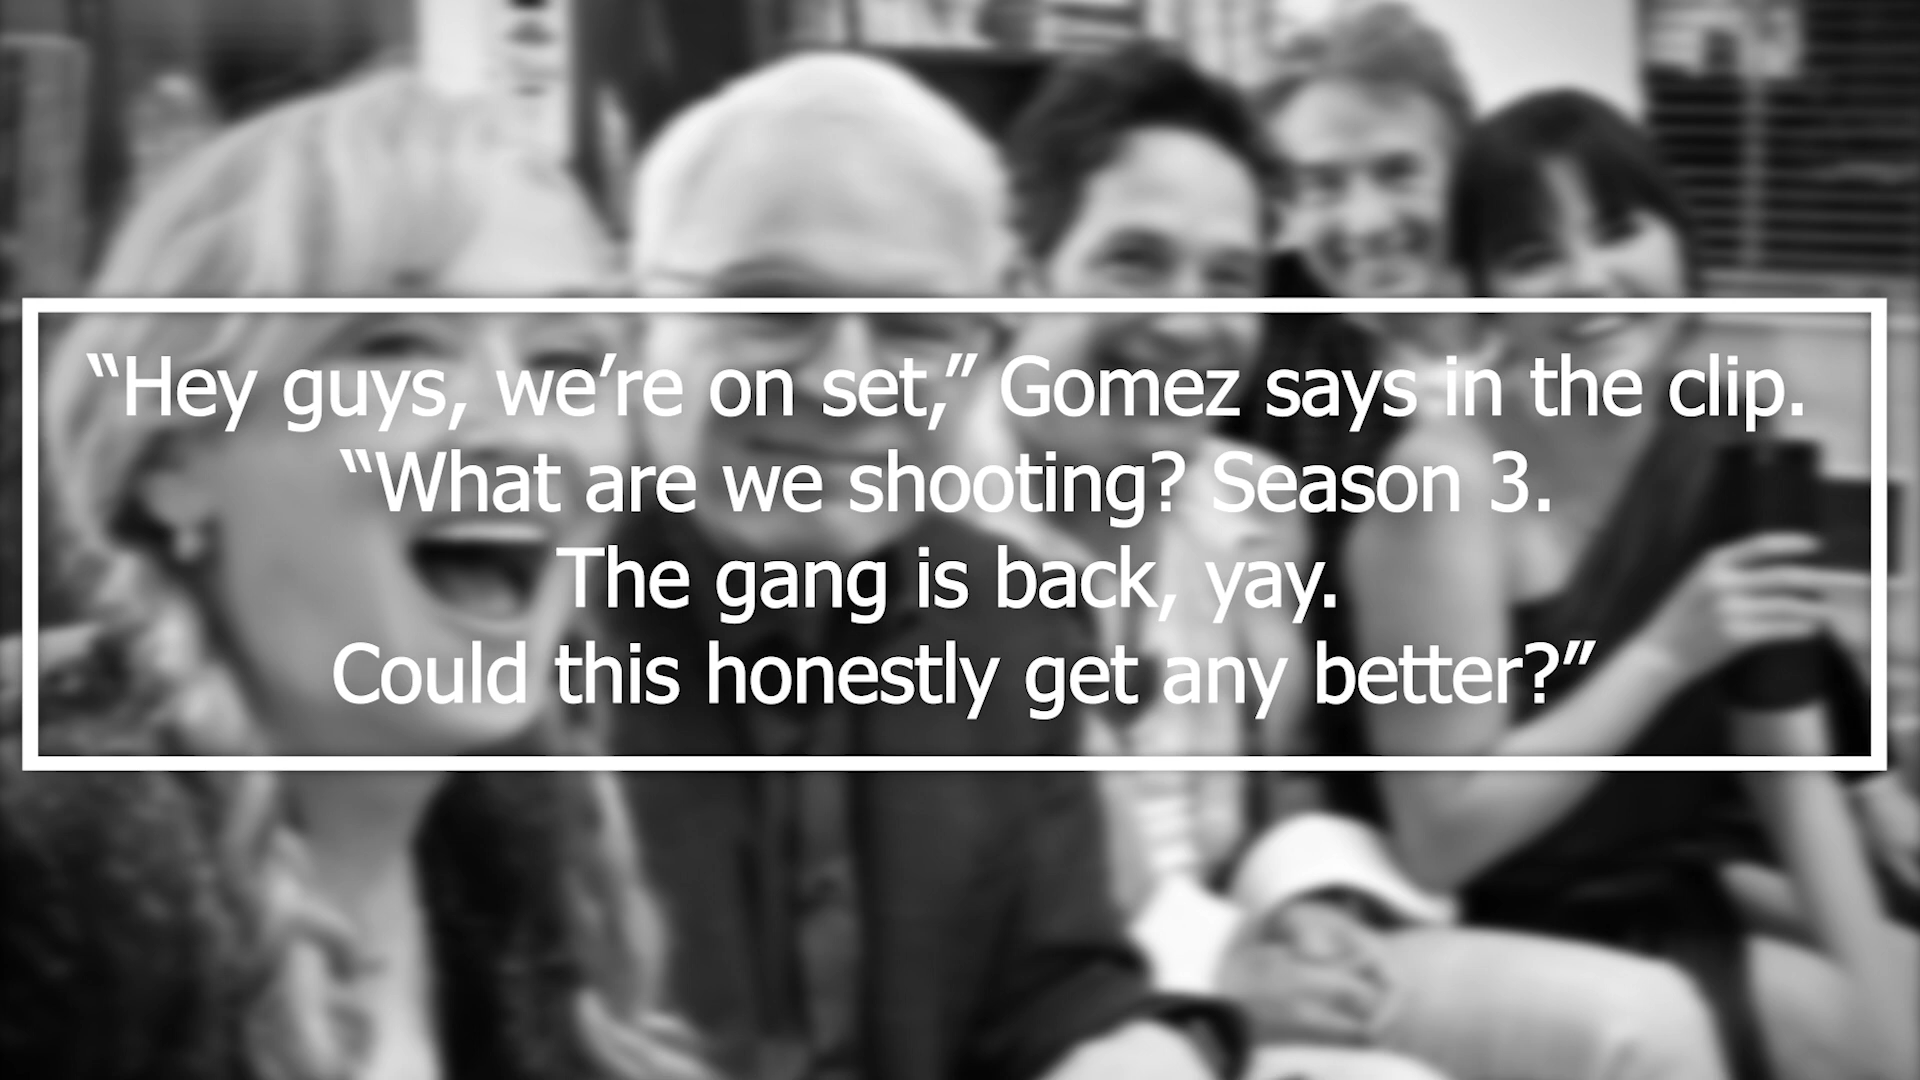 “Hey guys, we’re on set,” Gomez says in the clip.
“What are we shooting? Season 3.
The gang is back, yay.
Could this honestly get any better?”